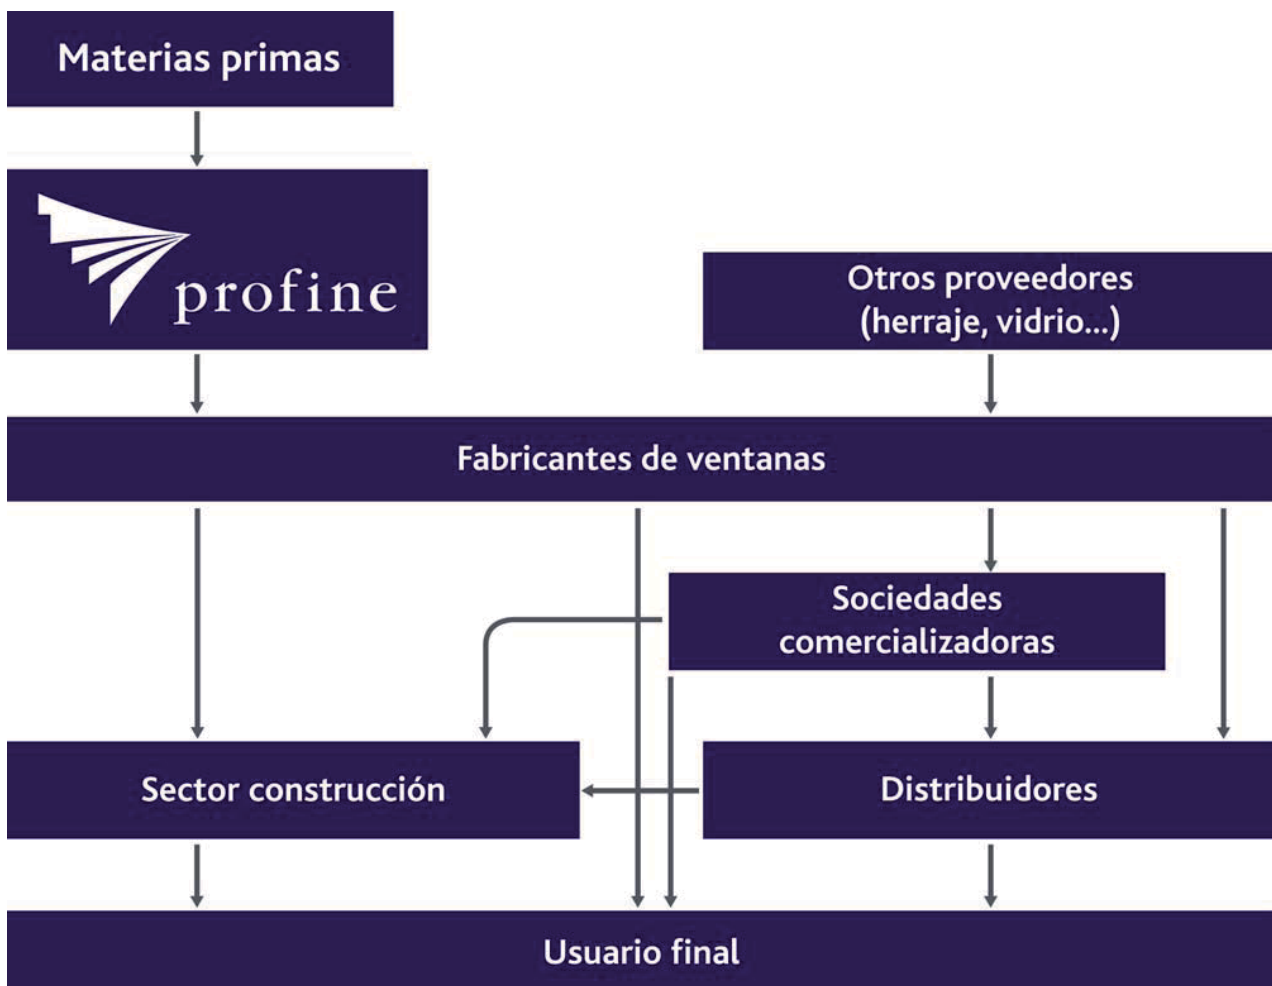 Materias primas
profine
Otros proveedores
(herraje, vidrio...)
Fabricantes de ventanas
Sociedades
comercializadoras
Sector construcción
Distribuidores
Usuario final